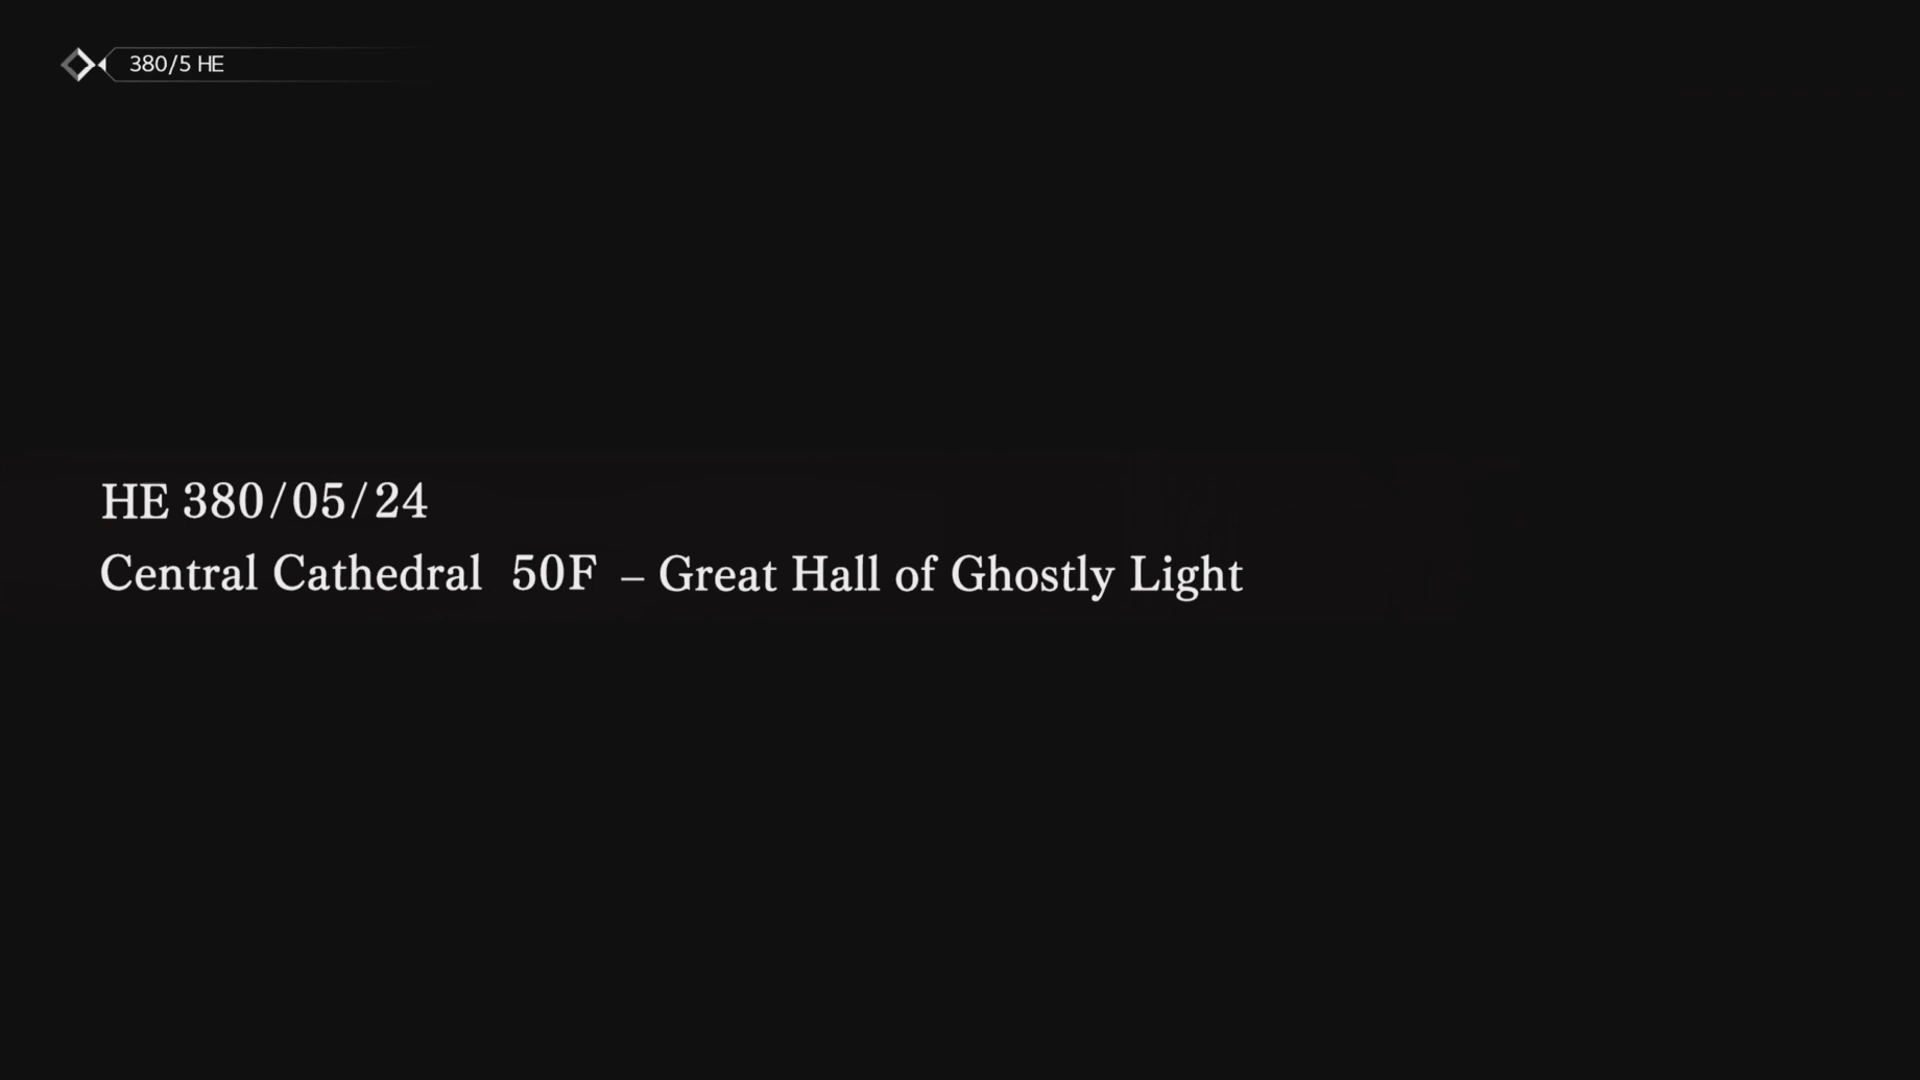 380/5 HE
HE 380/05/24
Central Cathedral  50F  – Great Hall of Ghostly Light